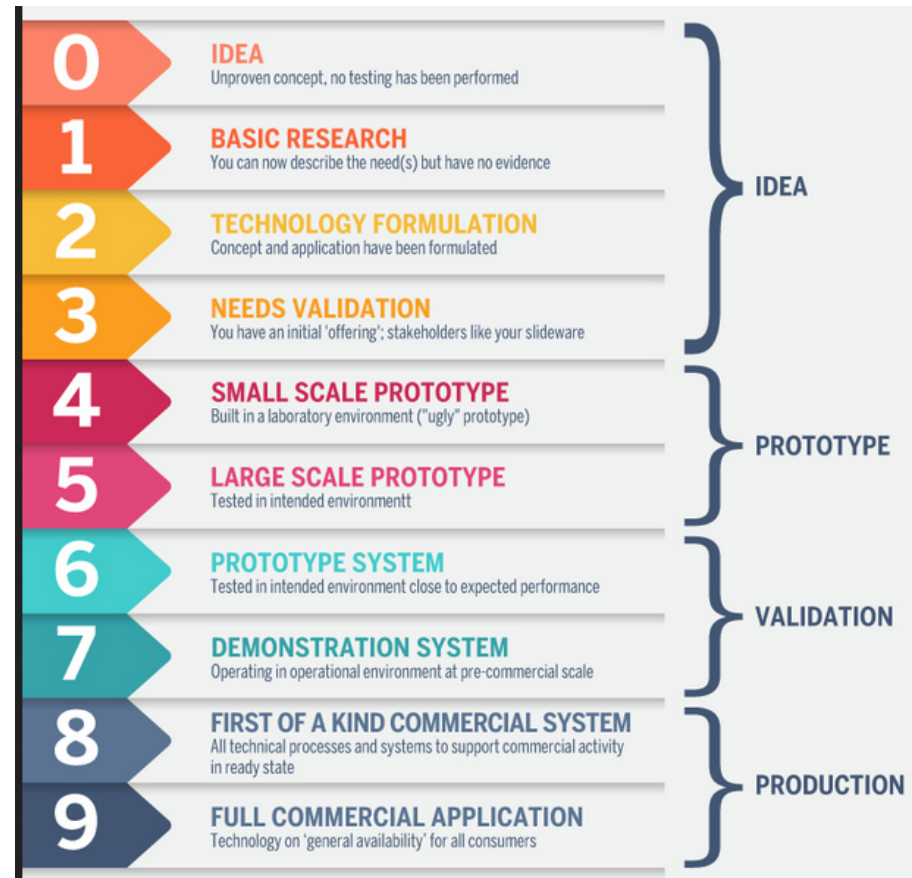 0
IDEA
Unproven concept, no testing has been performed
1
BASIC RESEARCH
You can now describe the need(s) but have no evidence
2
TECHNOLOGY FORMULATION
Concept and application have been formulated
3
NEEDS VALIDATION
You have an initial 'offering'; stakeholders like your slideware
IDEA
4
SMALL SCALE PROTOTYPE
Built in a laboratory environment ("ugly" prototype)
5
LARGE SCALE PROTOTYPE
Tested in intended environmentt
PROTOTYPE
6
PROTOTYPE SYSTEM
Tested in intended environment close to expected performance
7
DEMONSTRATION SYSTEM
Operating in operational environment at pre-commercial scale
VALIDATION
8
FIRST OF A KIND COMMERCIAL SYSTEM
All technical processes and systems to support commercial activity
in ready state
9
FULL COMMERCIAL APPLICATION
Technology on ‘general availability’ for all consumers
PRODUCTION